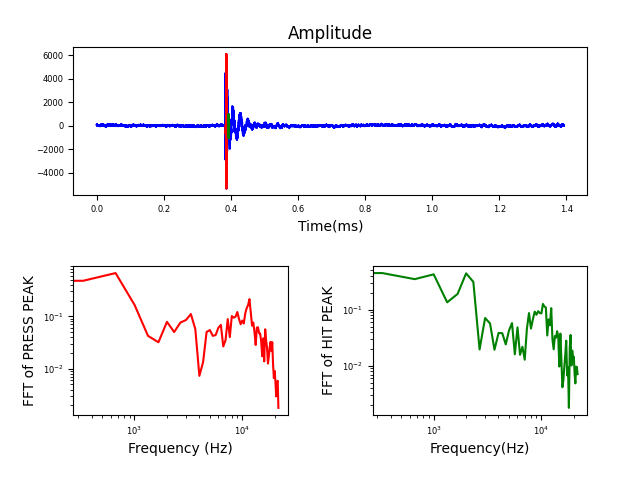 Amplitude
6000
4000
2000
0
−2000
−4000
0.0 0.2 0.4 0.6 0.8 1.0 1.2 1.4
Time(ms)
FFT of PRESS PEAK
10⁻¹
10⁻²
10³ 10⁴
Frequency (Hz)
FFT of HIT PEAK
10⁻¹
10⁻²
10³ 10⁴
Frequency(Hz)